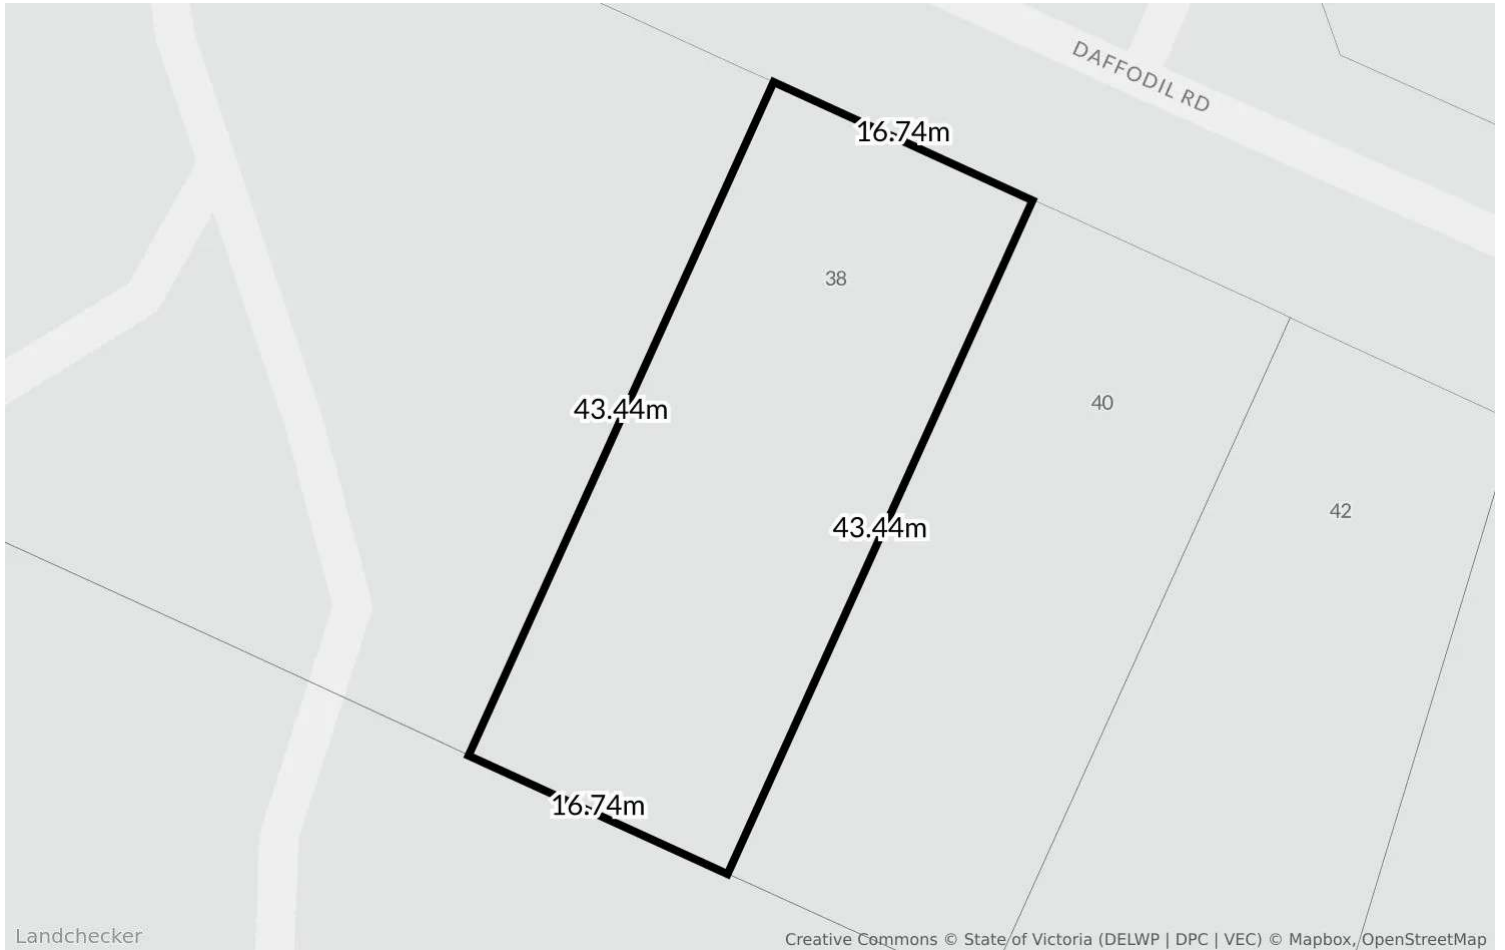 DAFFODIL RD
16.74m
38
43.44m
40
43.44m
42
16.74m
Landchecker
Creative Commons © State of Victoria (DELWP | DPC | VEC) © Mapbox, OpenStreetMap